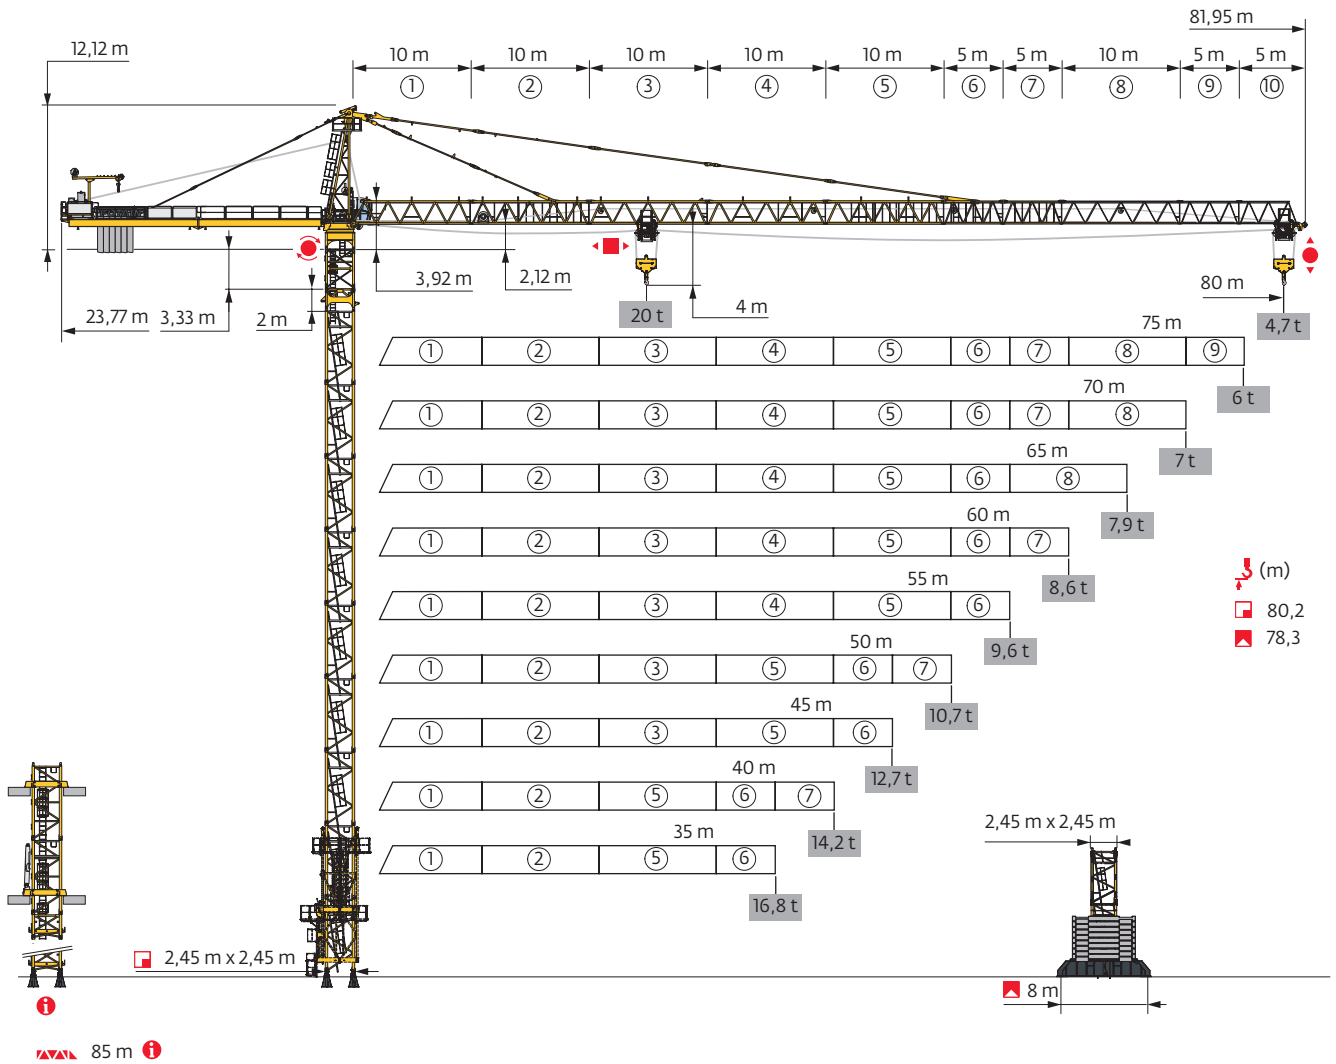 81,95 m
12,12 m
10 m 10 m 10 m 10 m 10 m 5 m 5 m 10 m 5 m 5 m
1 2 3 4 5 6 7 8 9 10
3,92 m 2,12 m
80 m
23,77 m 3,33 m 2 m
20 t
4 m
4,7 t
75 m
1 2 3 4 5 6 7 8 9
6 t
70 m
1 2 3 4 5 6 7 8
7 t
65 m
1 2 3 4 5 6 8
7,9 t
60 m
1 2 3 4 5 6 7
8,6 t
(m)
80,2
78,3
55 m
1 2 3 4 5 6
9,6 t
50 m
1 2 3 5 6 7
10,7 t
45 m
1 2 3 5 6
12,7 t
40 m
1 2 5 6 7
14,2 t
35 m
1 2 5 6
16,8 t
2,45 m x 2,45 m
2,45 m x 2,45 m
8 m
i
85 m i